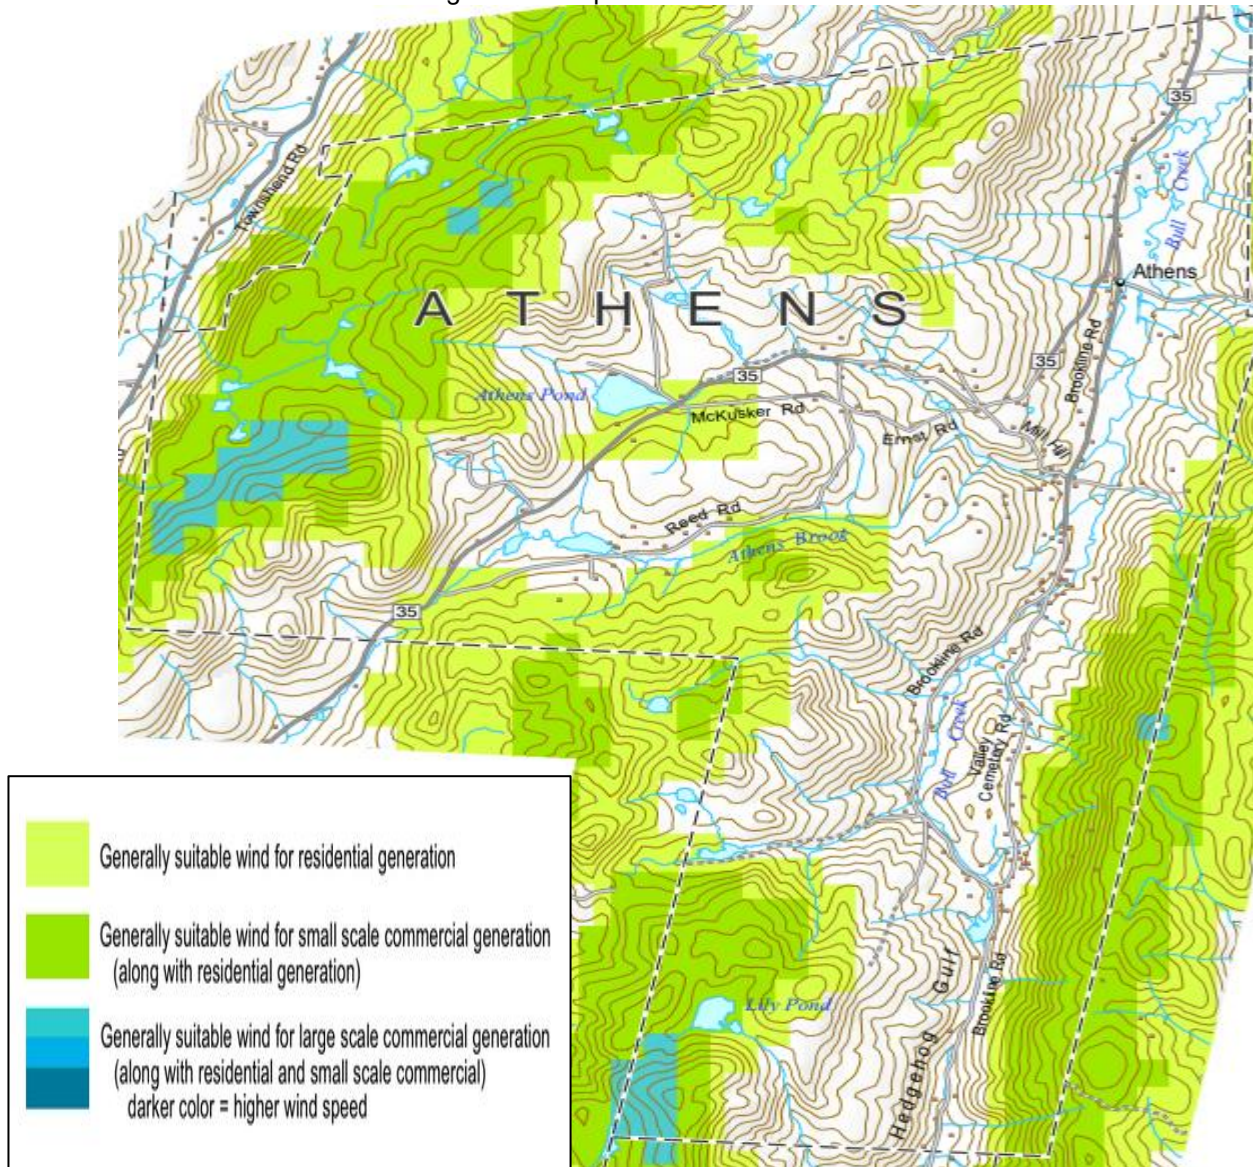 35
Townshend Rd
Bull Creek
Athens
ATHENS
35
Brookline Rd
35
Athens Pond
McKusker Rd
Ernst Rd
Mill Hill
Reed Rd
Athens Broog
35
Brookline Rd
Bull Creek
Valley
Cemetery Rd
Lily Pond
Hedgehog Gulf
Brookline Rd
Generally suitable wind for residential generation
Generally suitable wind for small scale commercial generation
(along with residential generation)
Generally suitable wind for large scale commercial generation
(along with residential and small scale commercial)
darker color = higher wind speed